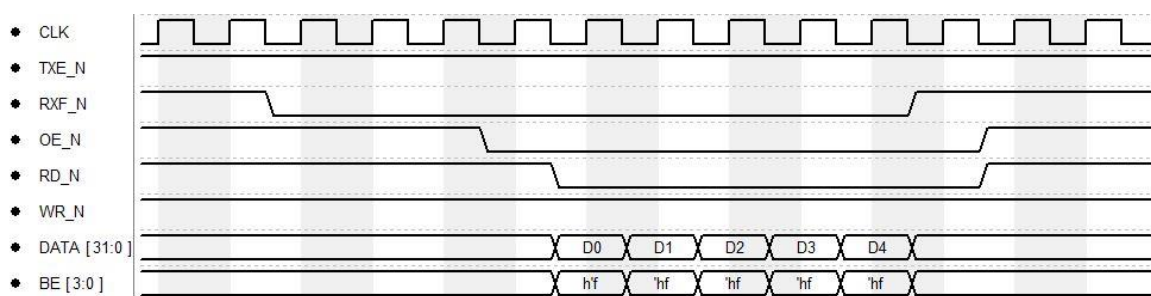 CLK
TXE_N
RXF_N
OE_N
RD_N
WR_N
DATA [31:0] D0 D1 D2 D3 D4
BE [3:0] h'f 'hf 'hf 'hf 'hf